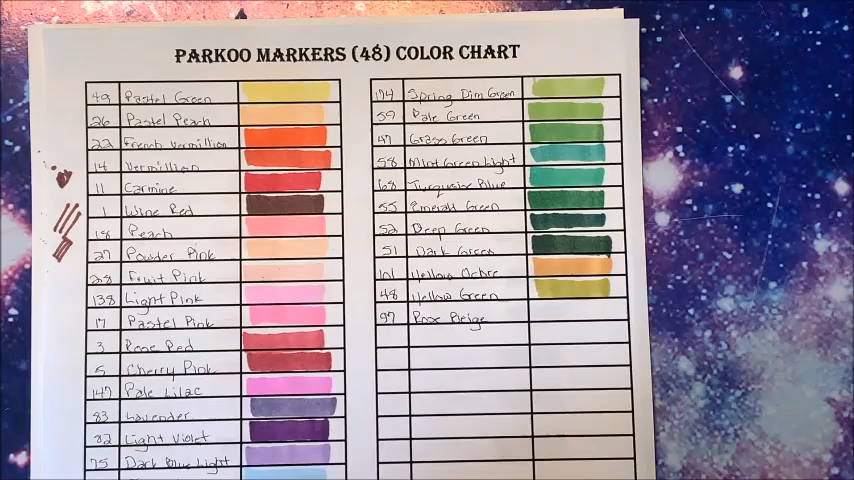 PARKOO MARKERS (48) COLOR CHART
49 Pastel Green
26 Pastel Peach
22 French Vermillion
14 Vermillion
11 Carmine
1 Wine Red
18 Peach
27 Powder Pink
28 Fruit Pink
138 Light Pink
17 Pastel Pink
3 Rose Red
5 Cherry Pink
147 Pale Lilac
83 Lavender
82 Light Violet
75 Dark Blue Light
174 Spring Dim Green
59 Pale Green
47 Grass Green
58 Mint Green Light
68 Turquoise Blue
55 Emerald Green
52 Deep Green
51 Dark Green
101 Yellow Ochre
48 Yellow Green
97 Rose Beige